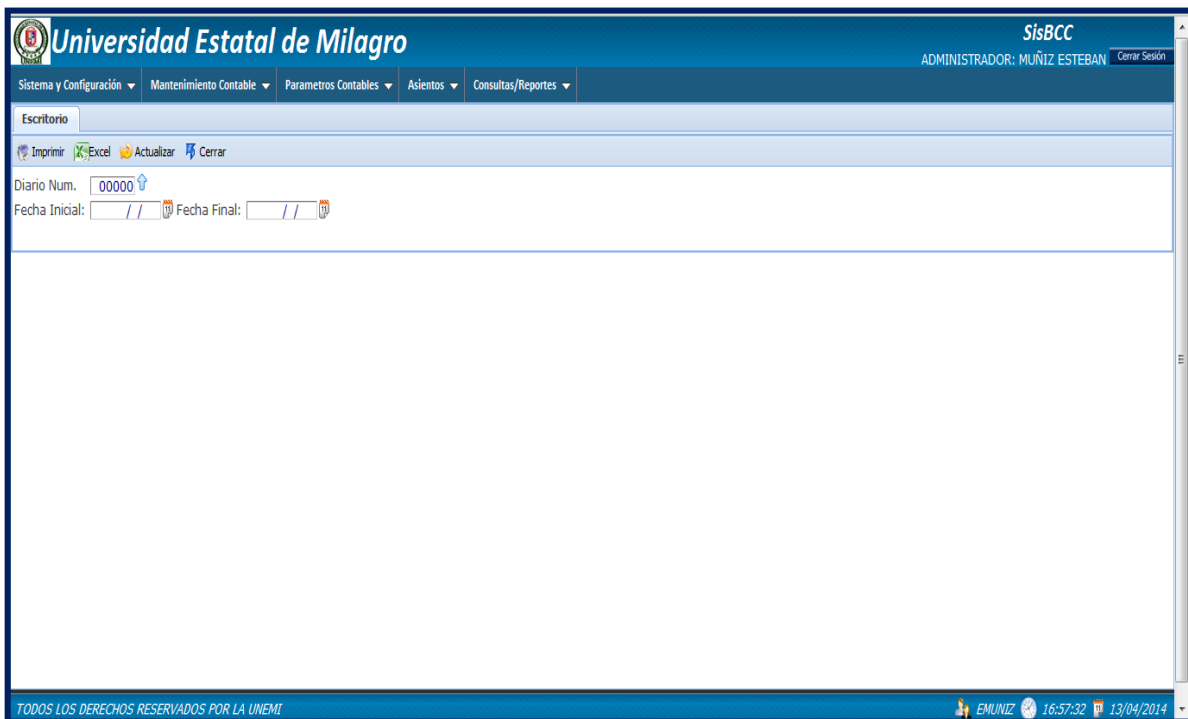 Universidad Estatal de Milagro
SisBCC
ADMINISTRADOR: MUÑIZ ESTEBAN Cerrar Sesión
Sistema y Configuración Mantenimiento Contable Parametros Contables Asientos Consultas/Reportes
Escritorio
Imprimir Excel Actualizar Cerrar
Diario Num. 00000
Fecha Inicial: / / Fecha Final: / /
TODOS LOS DERECHOS RESERVADOS POR LA UNEMI EMUNIZ 16:57:32 13/04/2014